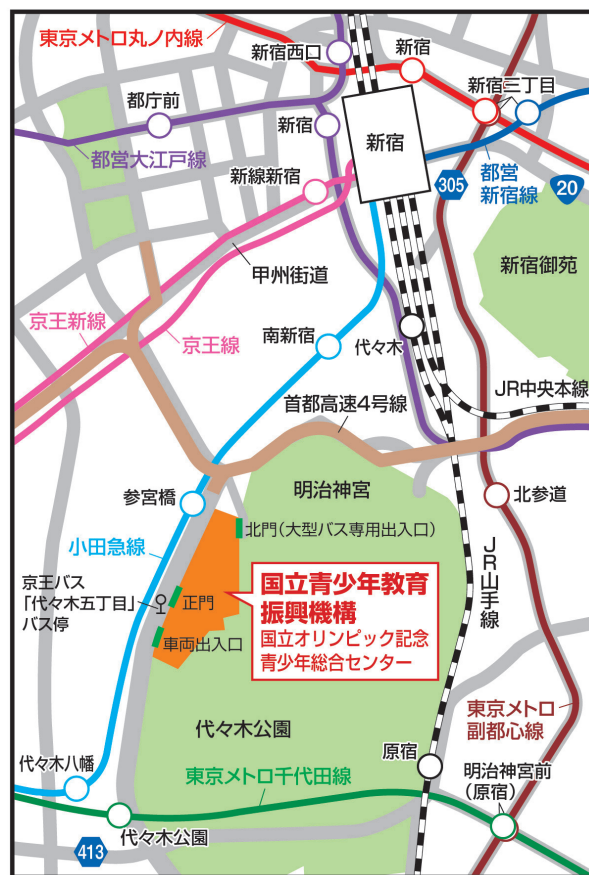 東京メトロ丸ノ内線
新宿西口
新宿
新宿三丁目
都庁前
新宿
新宿
都営大江戸線
新線新宿
305
都営
新宿線
20
甲州街道
新宿御苑
京王新線
京王線
南新宿
代々木
JR中央本線
首都高速4号線
明治神宮
参宮橋
北参道
北門(大型バス専用出入口)
小田急線
JR山手線
京王バス
「代々木五丁目」
バス停
正門
車両出入口
国立青少年教育
振興機構
国立オリンピック記念
青少年総合センター
代々木公園
東京メトロ
副都心線
原宿
代々木八幡
東京メトロ千代田線
明治神宮前
(原宿)
代々木公園
413